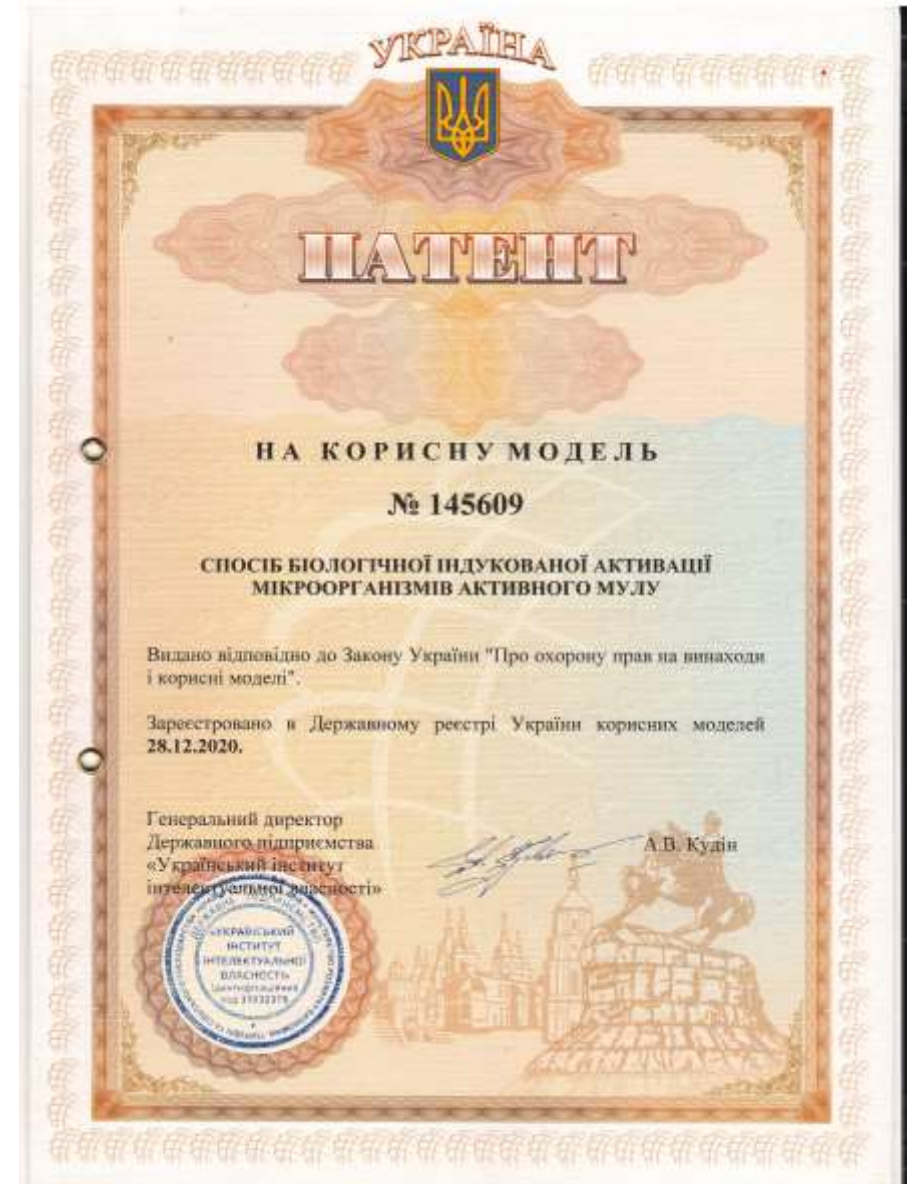 УКРАЇНА
ПАТЕНТ
НА КОРИСНУ МОДЕЛЬ
№ 145609
СПОСІБ БІОЛОГІЧНОЇ ІНДУКОВАНОЇ АКТИВАЦІЇ
МІКРООРГАНІЗМІВ АКТИВНОГО МУЛУ
Видано відповідно до Закону України "Про охорону прав на винаходи
і корисні моделі".
Зареєстровано в Державному реєстрі України корисних моделей
28.12.2020.
Генеральний директор
Державного підприємства
«Український інститут
інтелектуальної власності»
А.В. Кудін
«УКРАЇНСЬКИЙ
ІНСТИТУТ
ІНТЕЛЕКТУАЛЬНОЇ
ВЛАСНОСТІ»